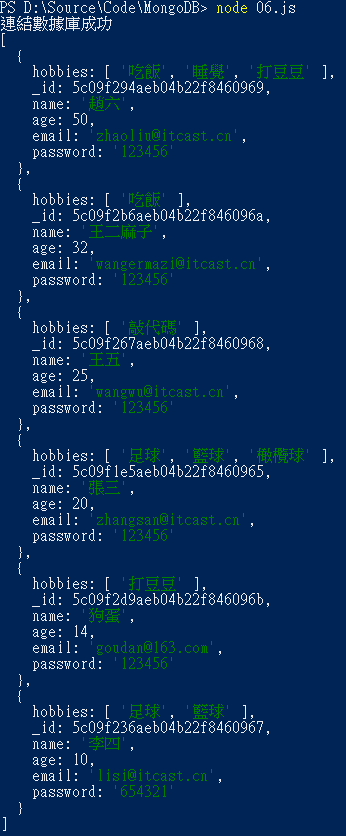 PS D:\Source\Code\MongoDB> node 06.js
連結數據庫成功
[
  {
    hobbies: [ '吃飯', '睡覺', '打豆豆' ],
    _id: 5c09f294aeb04b22f8460969,
    name: '趙六',
    age: 50,
    email: 'zhaoliu@itcast.cn',
    password: '123456'
  },
  {
    hobbies: [ '吃飯' ],
    _id: 5c09f2b6aeb04b22f846096a,
    name: '王二麻子',
    age: 32,
    email: 'wangermazi@itcast.cn',
    password: '123456'
  },
  {
    hobbies: [ '敲代碼' ],
    _id: 5c09f267aeb04b22f8460968,
    name: '王五',
    age: 25,
    email: 'wangwu@itcast.cn',
    password: '123456'
  },
  {
    hobbies: [ '足球', '籃球', '橄欖球' ],
    _id: 5c09f1e5aeb04b22f8460965,
    name: '張三',
    age: 20,
    email: 'zhangsan@itcast.cn',
    password: '123456'
  },
  {
    hobbies: [ '打豆豆' ],
    _id: 5c09f2d9aeb04b22f846096b,
    name: '狗蛋',
    age: 14,
    email: 'goudan@163.com',
    password: '123456'
  },
  {
    hobbies: [ '足球', '籃球' ],
    _id: 5c09f236aeb04b22f8460967,
    name: '李四',
    age: 10,
    email: 'lisi@itcast.cn',
    password: '654321'
  }
]